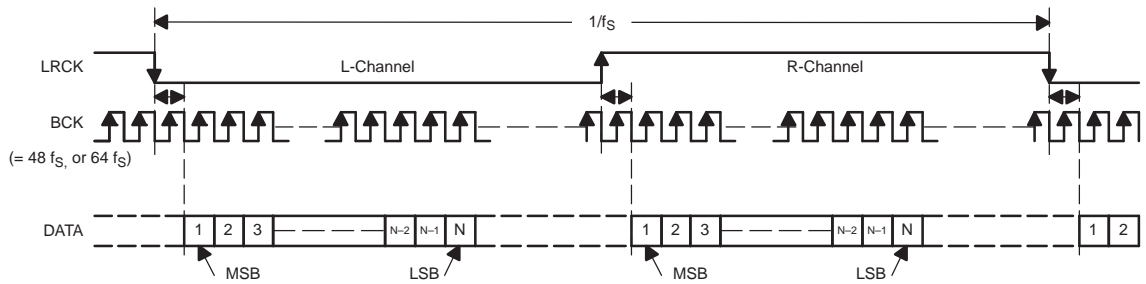 1/fS
LRCK
L-Channel
R-Channel
BCK
(= 48 fS, or 64 fS)
DATA
1 2 3 N–2 N–1 N 1 2 3 N–2 N–1 N 1 2
MSB LSB MSB LSB